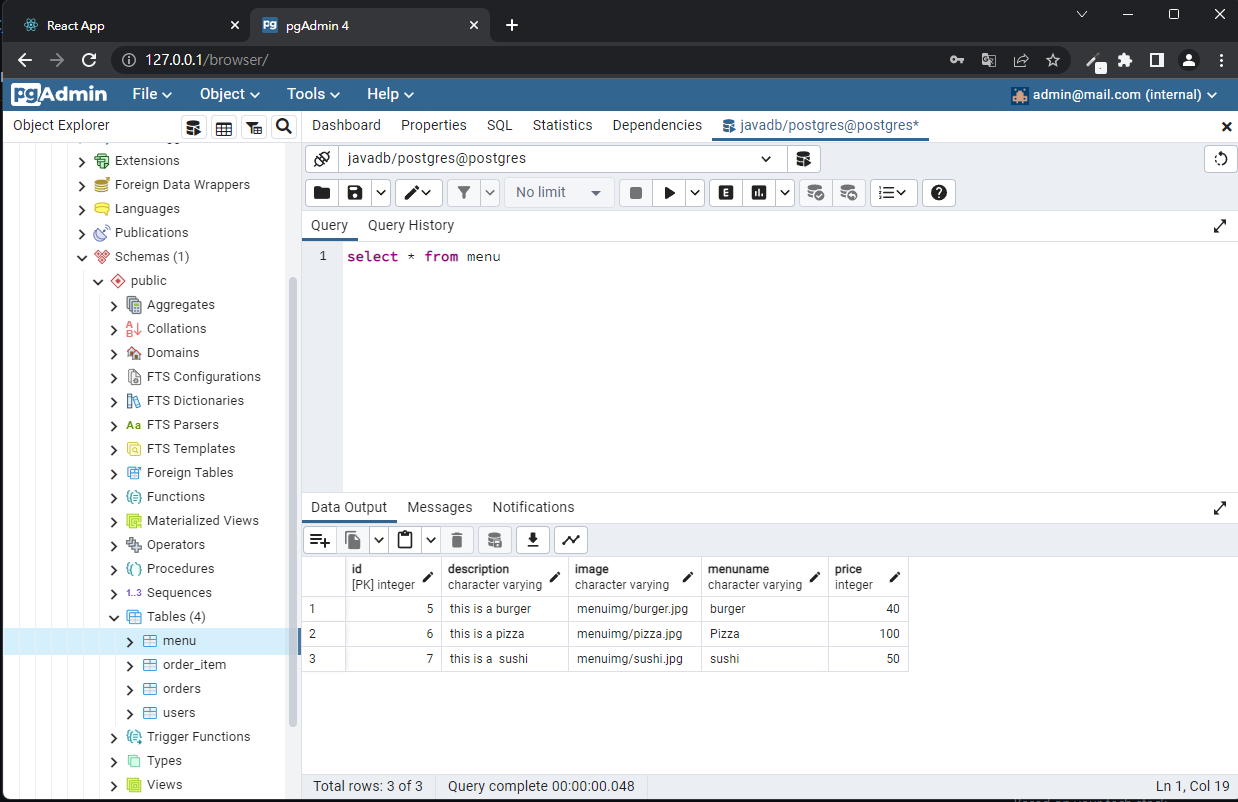 React App
pgAdmin 4
127.0.0.1/browser/
pgAdmin File Object Tools Help admin@mail.com (internal)
Object Explorer
Dashboard Properties SQL Statistics Dependencies javadb/postgres@postgres*
Extensions
Foreign Data Wrappers
Languages
Publications
Schemas (1)
public
Aggregates
Collations
Domains
FTS Configurations
FTS Dictionaries
Aa FTS Parsers
FTS Templates
Foreign Tables
Functions
Materialized Views
Operators
Procedures
1..3 Sequences
Tables (4)
menu
order_item
orders
users
Trigger Functions
Types
Views
javadb/postgres@postgres
No limit
E
Query Query History
1 select * from menu
Data Output Messages Notifications
id description image menuname price
[PK] integer character varying character varying character varying integer
1 5 this is a burger menuimg/burger.jpg burger 40
2 6 this is a pizza menuimg/pizza.jpg Pizza 100
3 7 this is a sushi menuimg/sushi.jpg sushi 50
Total rows: 3 of 3 Query complete 00:00:00.048 Ln 1, Col 19